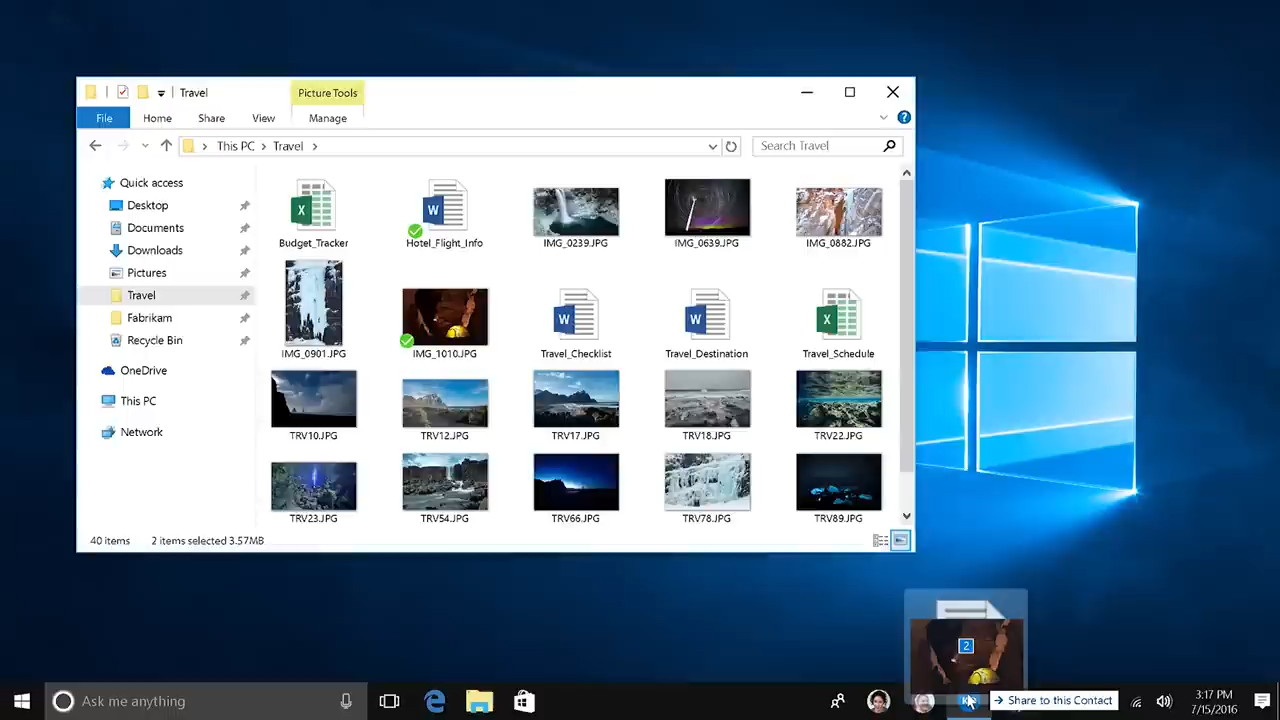 Travel
Picture Tools
File
Home
Share
View
Manage
This PC
Travel
Search Travel
Quick access
Desktop
Documents
Downloads
Pictures
Travel
Fabrikam
Recycle Bin
OneDrive
This PC
Network
Budget_Tracker
Hotel_Flight_Info
IMG_0239.JPG
IMG_0639.JPG
IMG_0882.JPG
IMG_0901.JPG
IMG_1010.JPG
Travel_Checklist
Travel_Destination
Travel_Schedule
TRV10.JPG
TRV12.JPG
TRV17.JPG
TRV18.JPG
TRV22.JPG
TRV23.JPG
TRV54.JPG
TRV66.JPG
TRV78.JPG
TRV89.JPG
40 items
2 items selected 3.57MB
2
Ask me anything
Share to this Contact
3:17 PM
7/15/2016